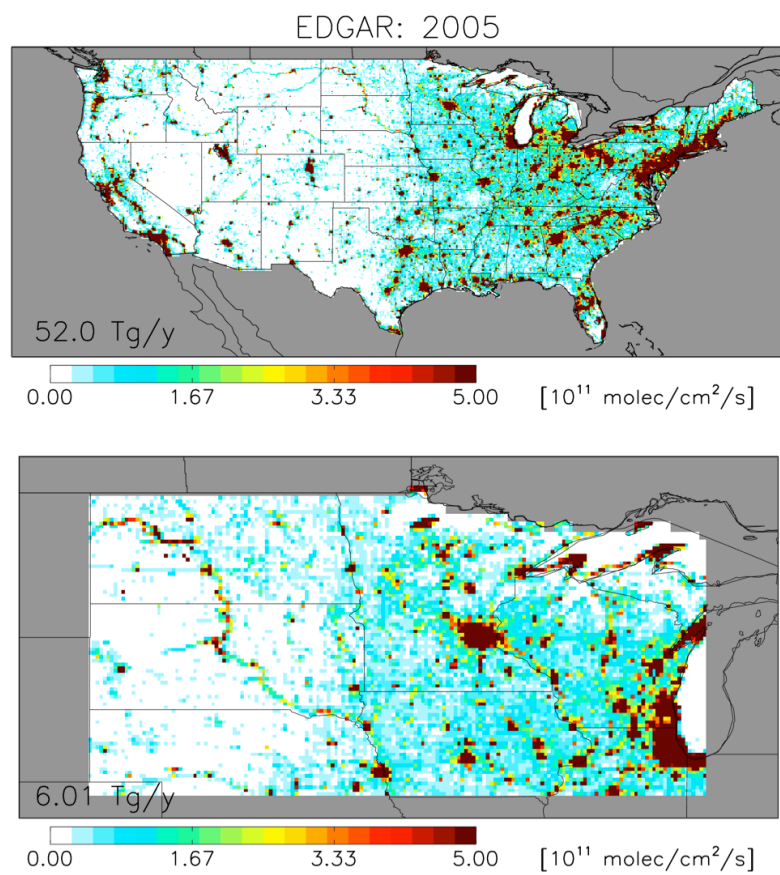 EDGAR: 2005
52.0 Tg/y
0.00 1.67 3.33 5.00 [10¹¹ molec/cm²/s]
6.01 Tg/y
0.00 1.67 3.33 5.00 [10¹¹ molec/cm²/s]